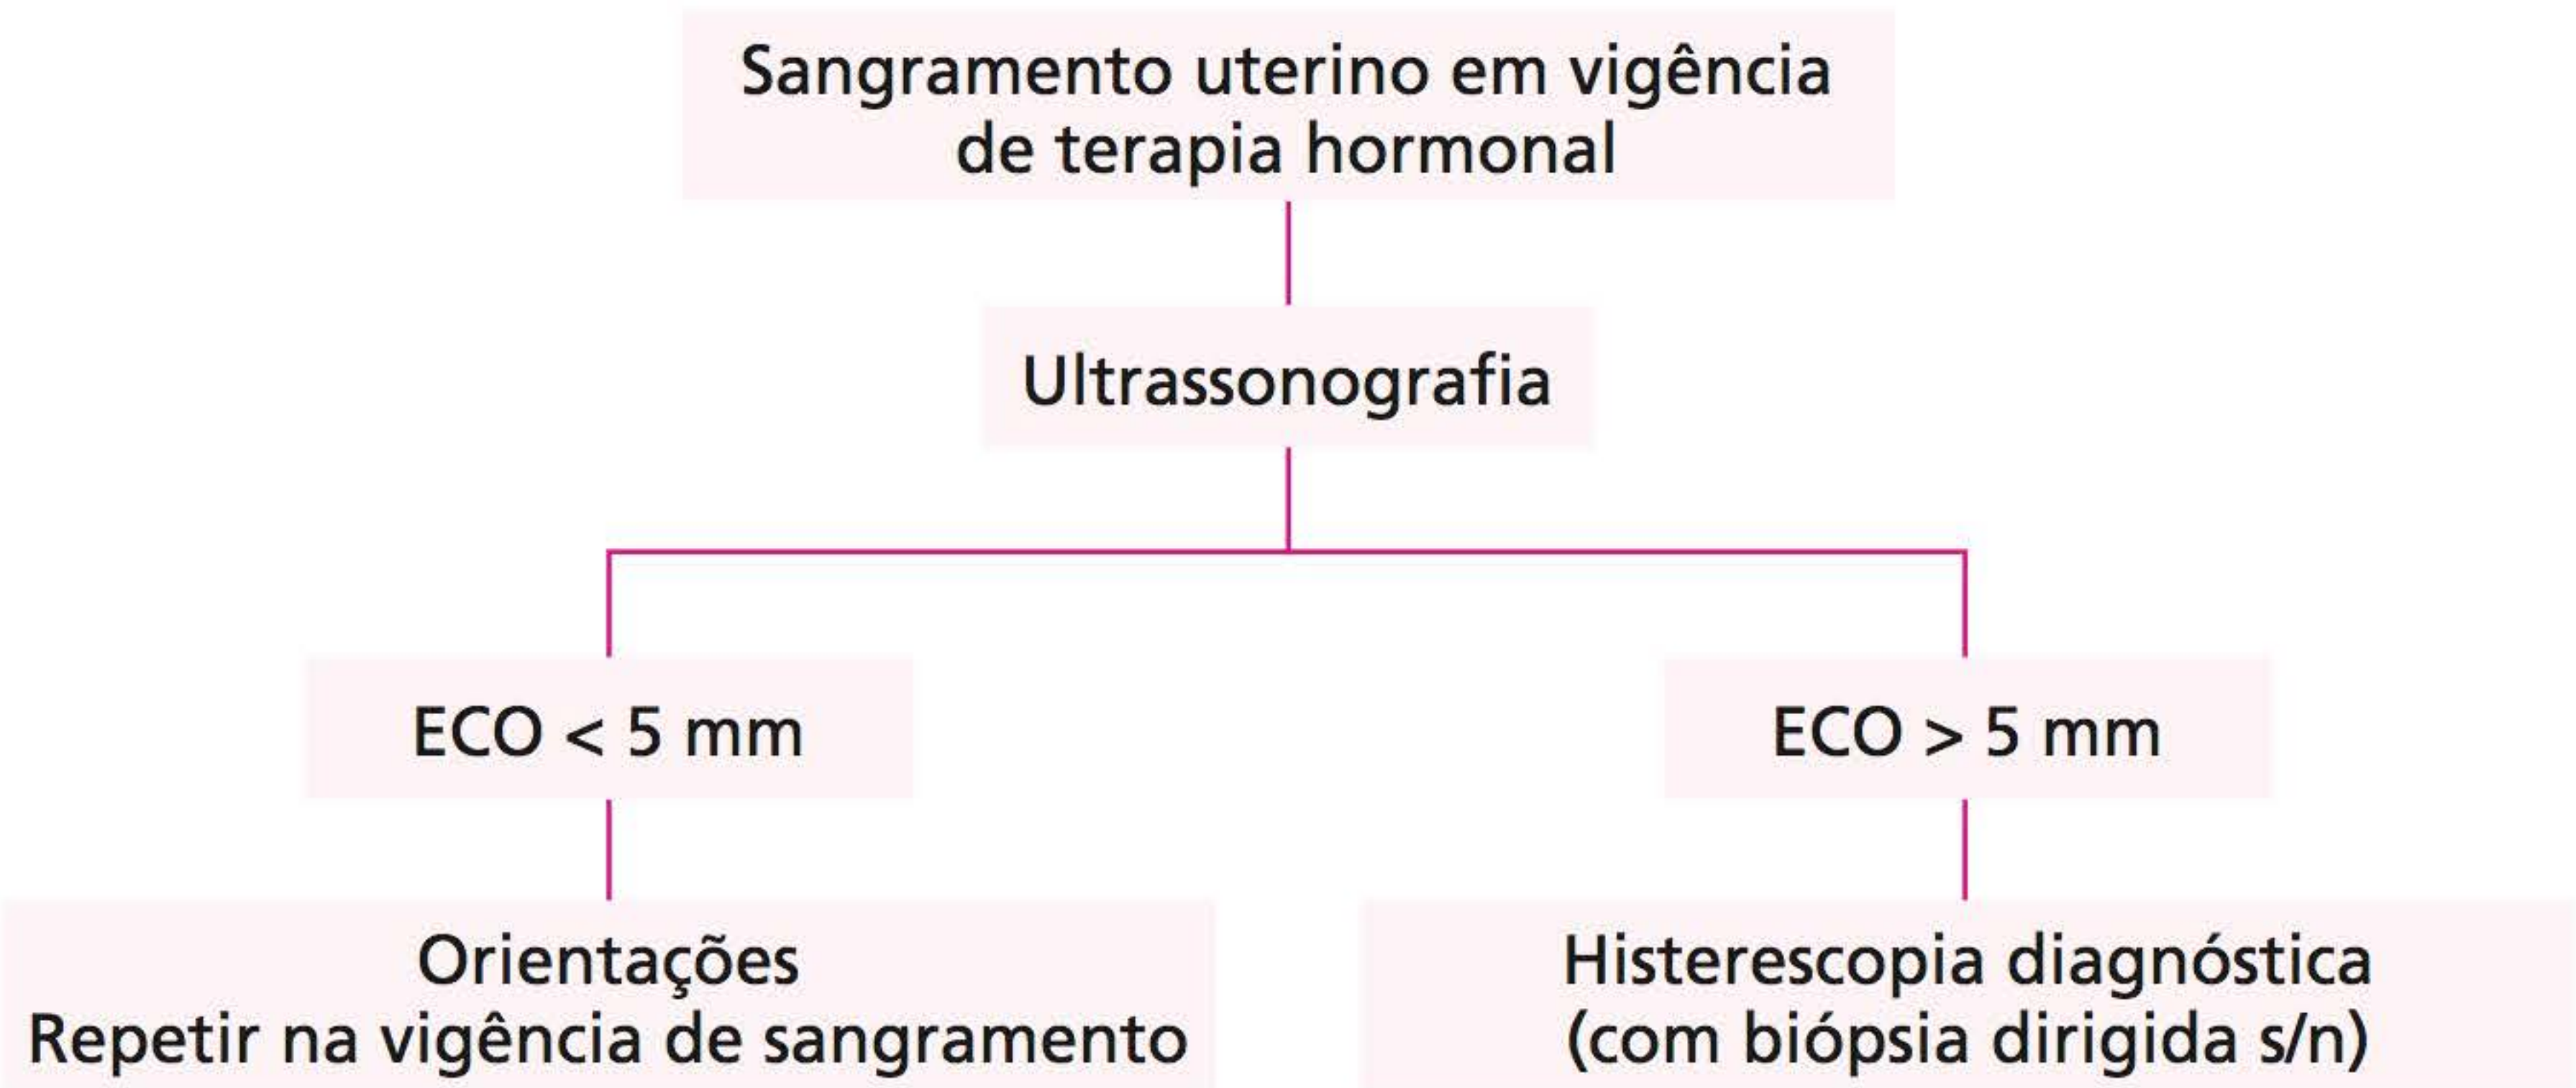 Sangramento uterino em vigência
de terapia hormonal
Ultrassonografia
ECO < 5 mm
ECO > 5 mm
Orientações
Repetir na vigência de sangramento
Histerescopia diagnóstica
(com biópsia dirigida s/n)